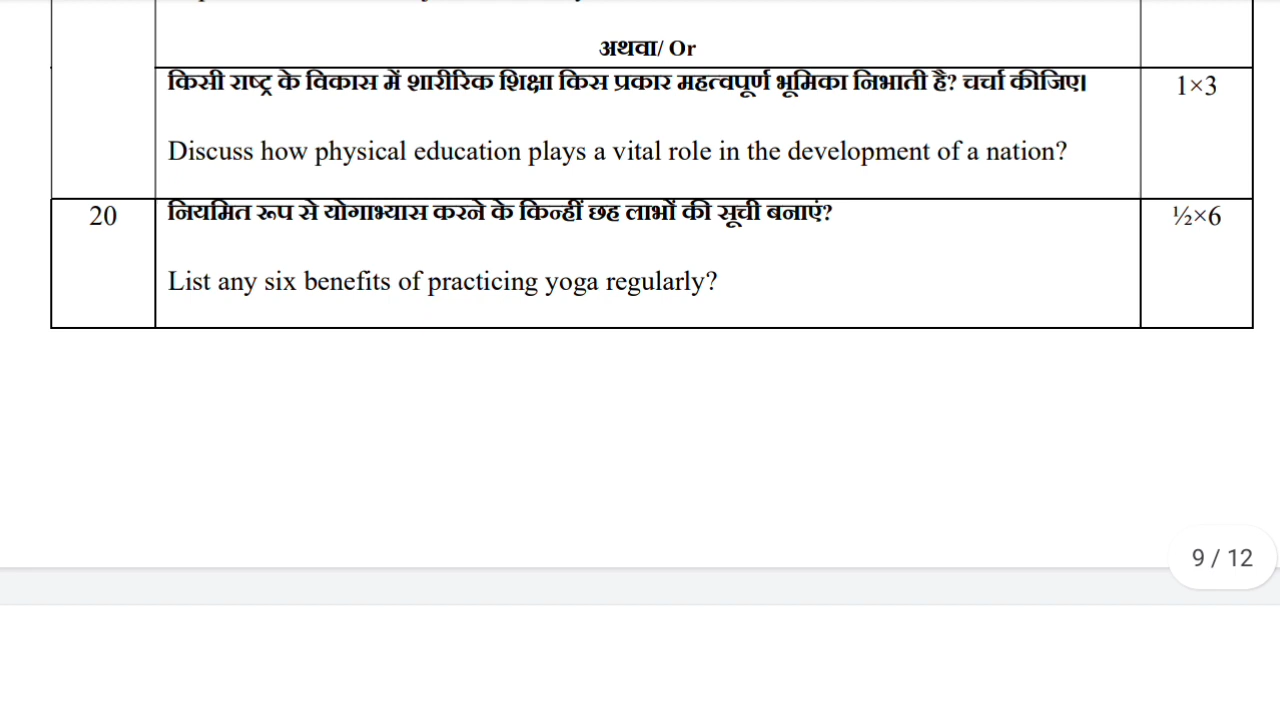 अथवा/ Or
किसी राष्ट्र के विकास में शारीरिक शिक्षा किस प्रकार महत्वपूर्ण भूमिका निभाती है? चर्चा कीजिए।
1×3
Discuss how physical education plays a vital role in the development of a nation?
20
नियमित रूप से योगाभ्यास करने के किन्हीं छह लाभों की सूची बनाएं?
½×6
List any six benefits of practicing yoga regularly?
9 / 12